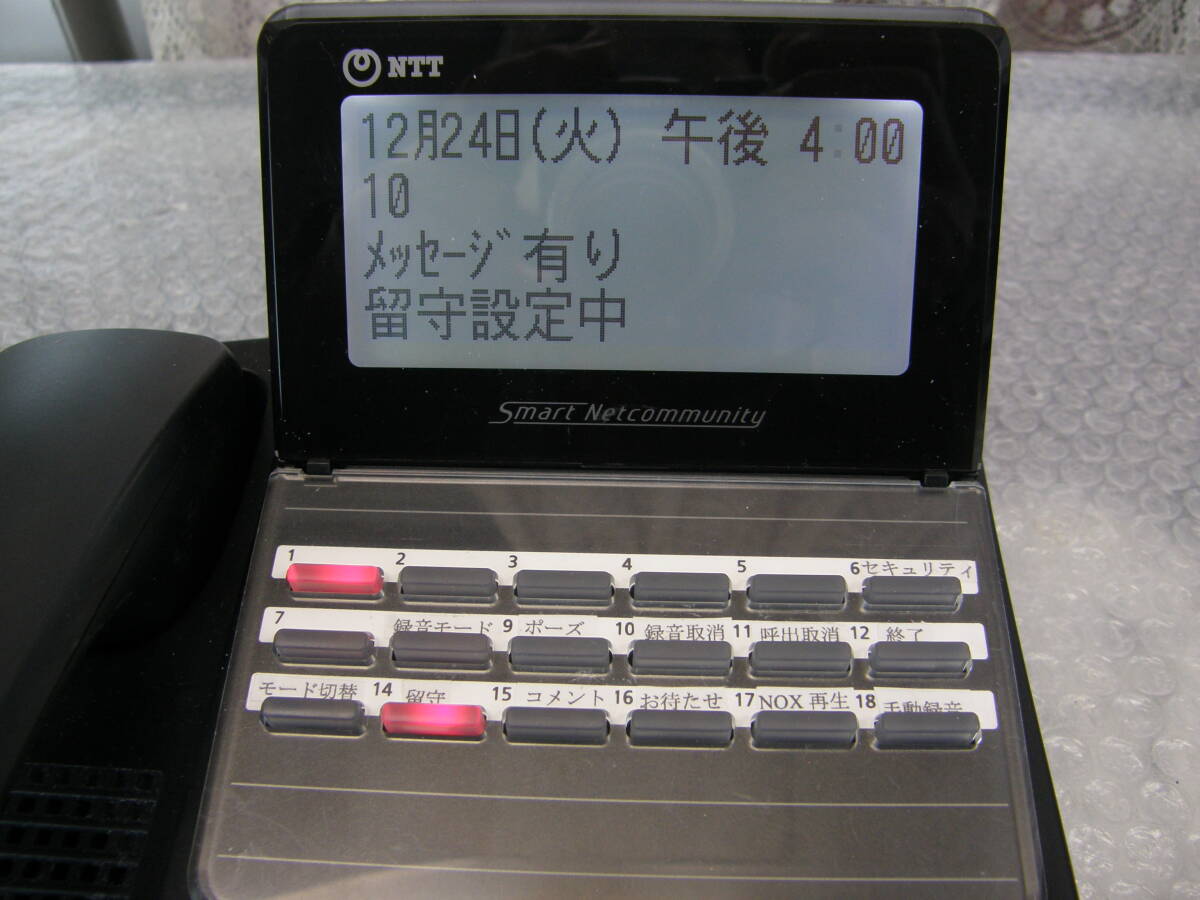 NTT
12月24日(火) 午後 4:00
10
ﾒｯｾｰｼﾞ有り
留守設定中
Smart Netcommunity
1 2 3 4 5 6セキュリティ
7 録音モード 9 ポーズ 10 録音取消 11 呼出取消 12 終了
モード切替 14 留守 15 コメント 16 お待たせ 17 NOX 再生 18 手動録音